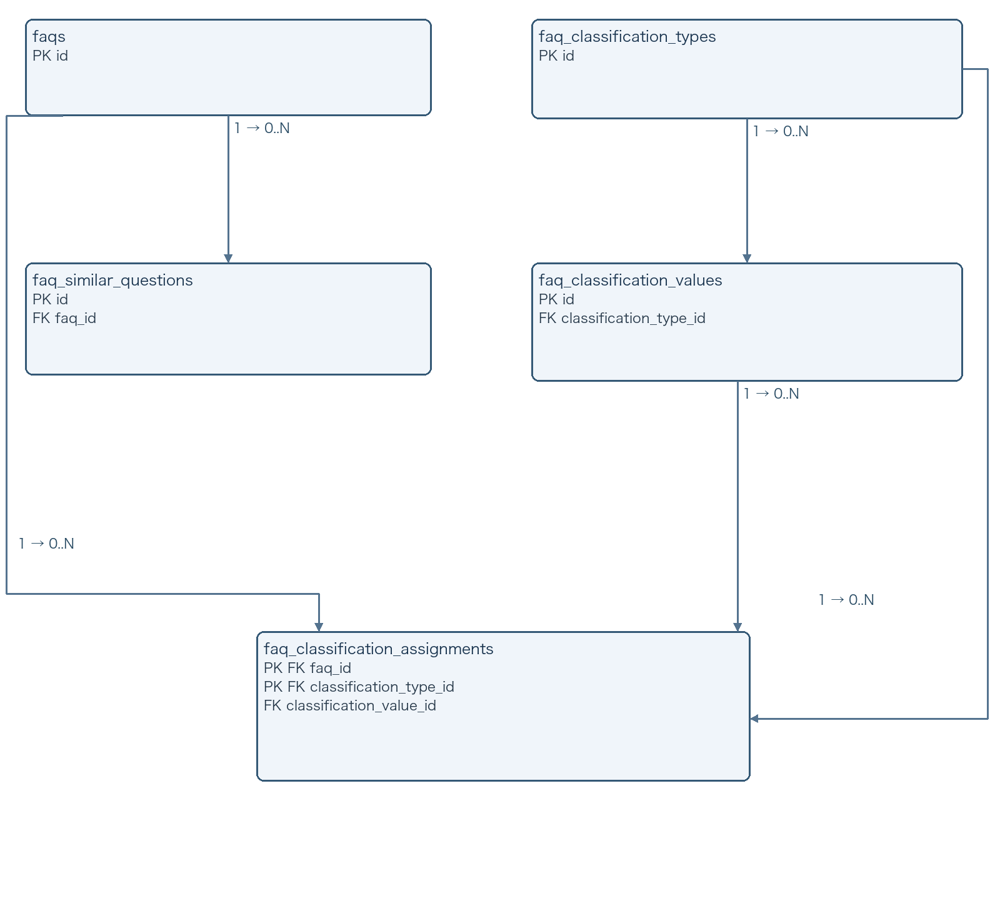 faqs
PK id
faq_classification_types
PK id
1 → 0..N
1 → 0..N
faq_similar_questions
PK id
FK faq_id
faq_classification_values
PK id
FK classification_type_id
1 → 0..N
1 → 0..N
1 → 0..N
faq_classification_assignments
PK FK faq_id
PK FK classification_type_id
FK classification_value_id